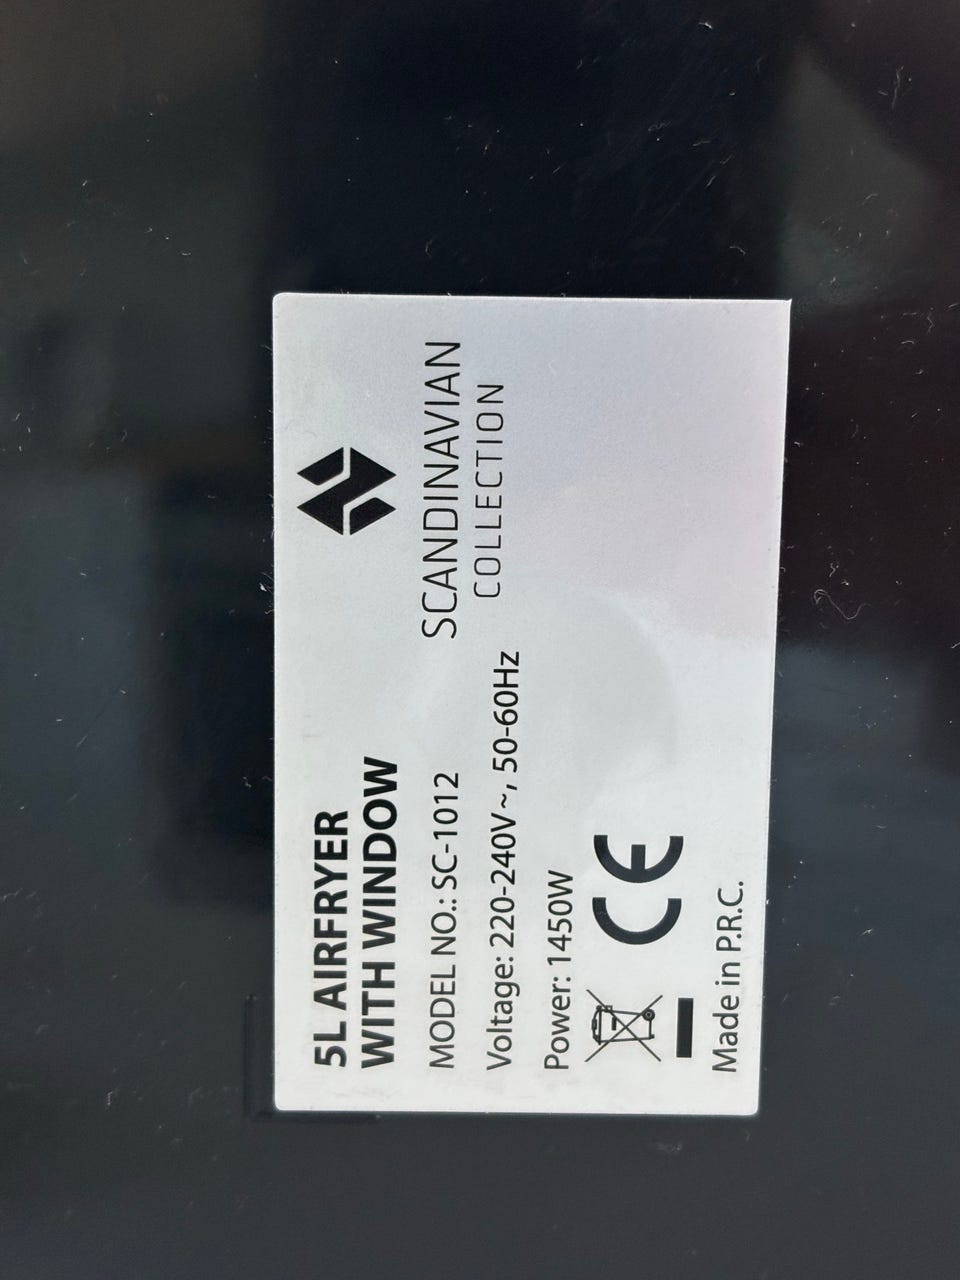 5L AIRFRYER
WITH WINDOW
MODEL NO.: SC-1012
Voltage: 220-240V~, 50-60Hz
Power: 1450W
CE
Made in P.R.C.
SCANDINAVIAN
COLLECTION